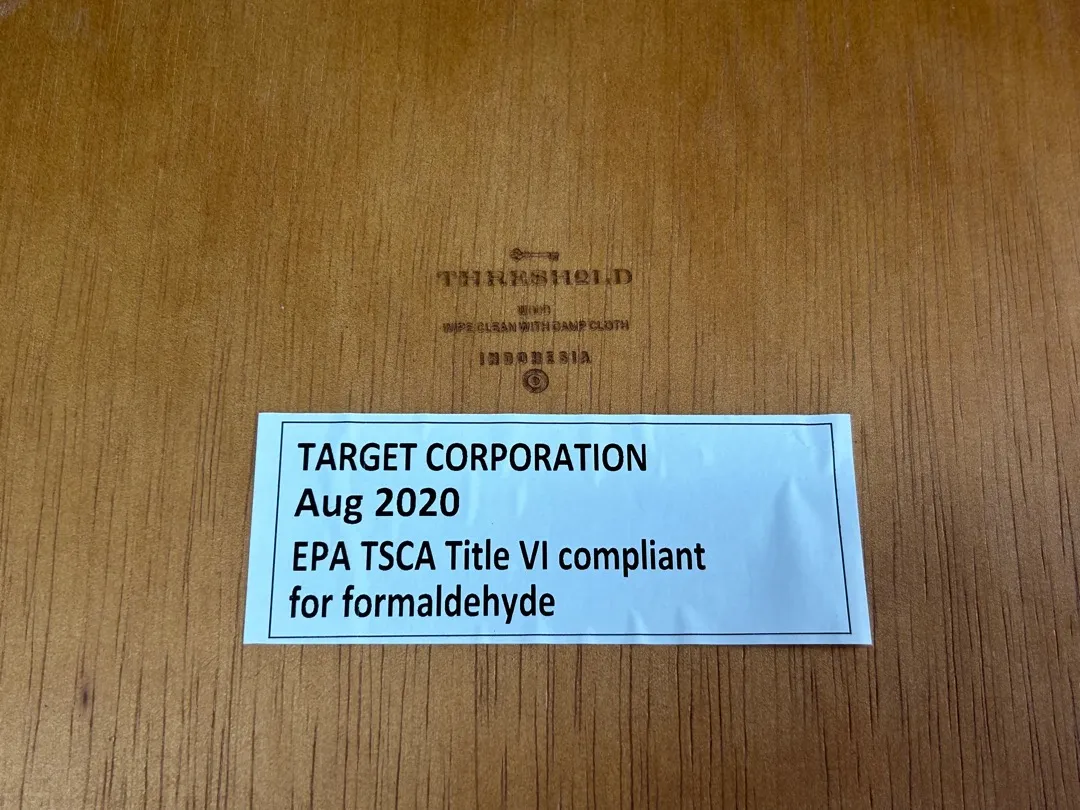 THRESHOLD
WOOD
WIPE CLEAN WITH DAMP CLOTH
INDONESIA
TARGET CORPORATION
Aug 2020
EPA TSCA Title VI compliant
for formaldehyde